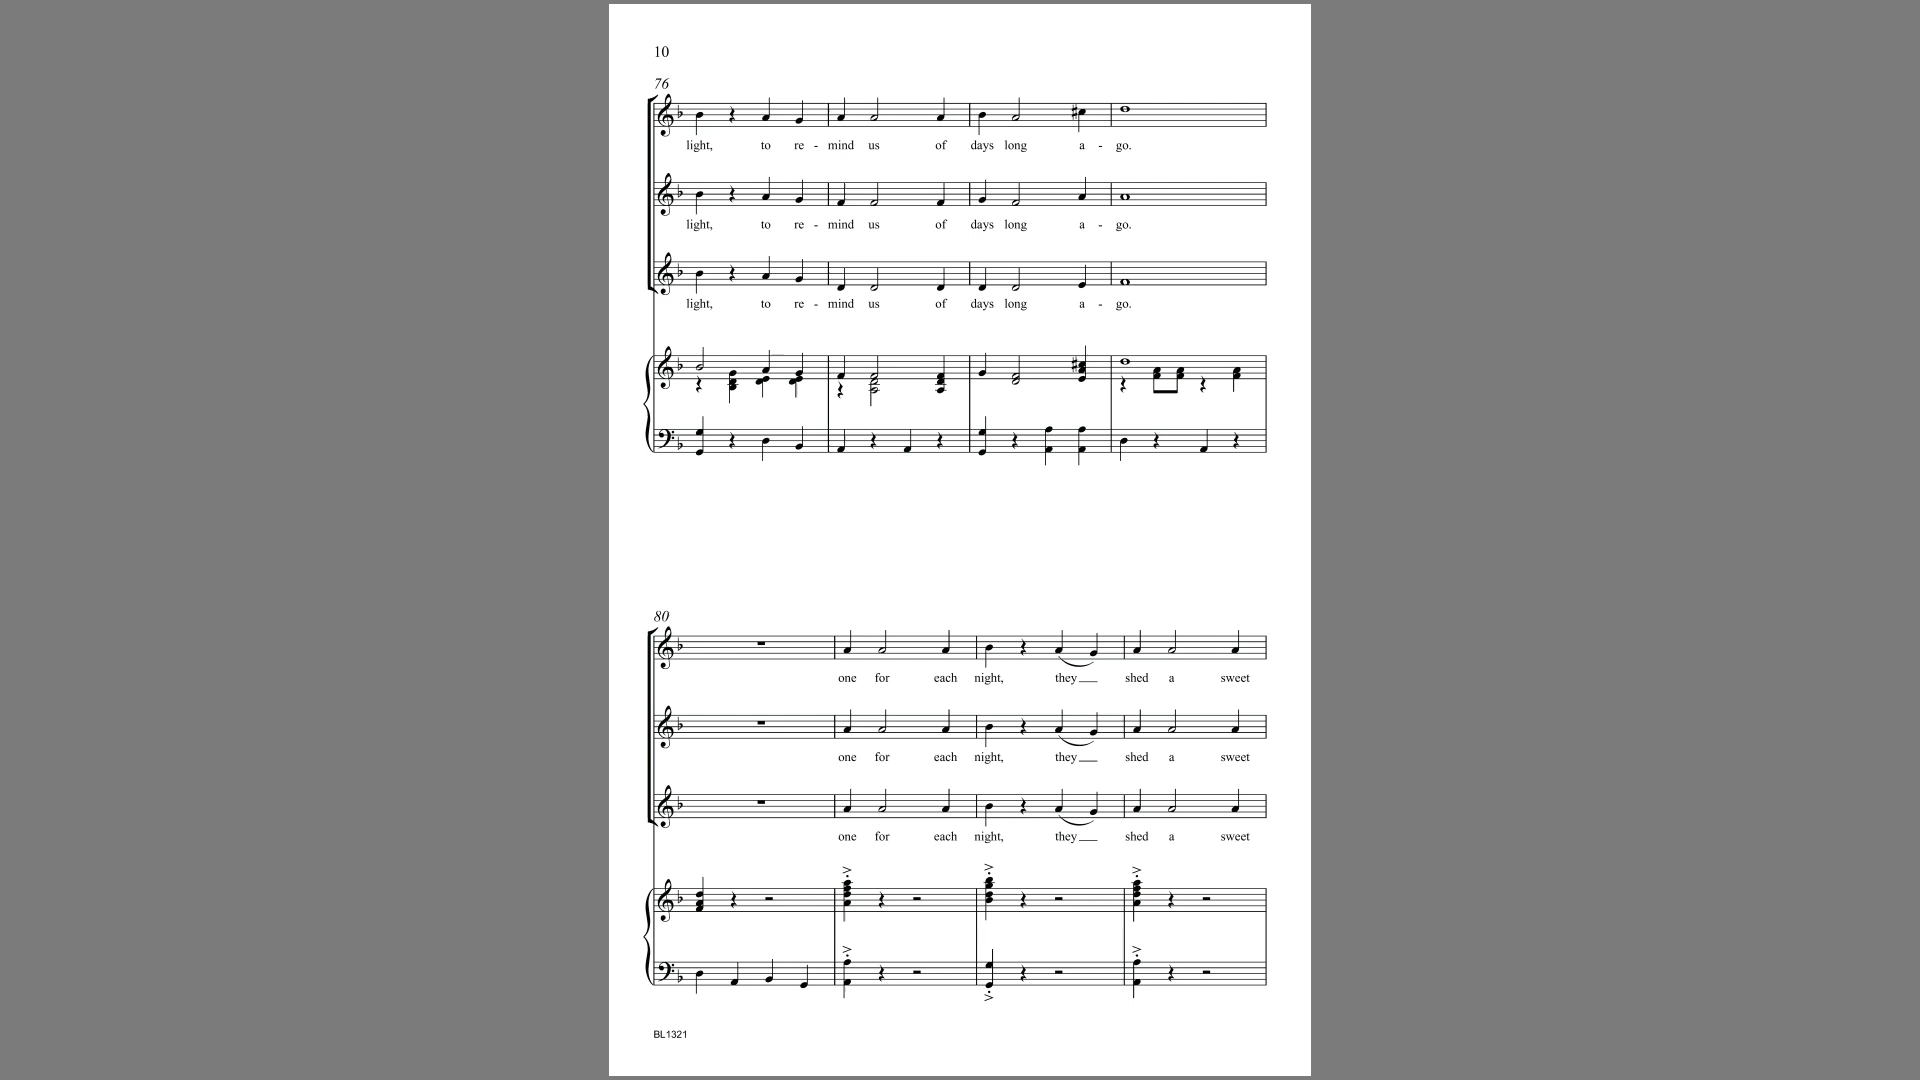 10
76
light, to re - mind us of days long a - go.
light, to re - mind us of days long a - go.
light, to re - mind us of days long a - go.
80
one for each night, they shed a sweet
one for each night, they shed a sweet
one for each night, they shed a sweet
BL1321